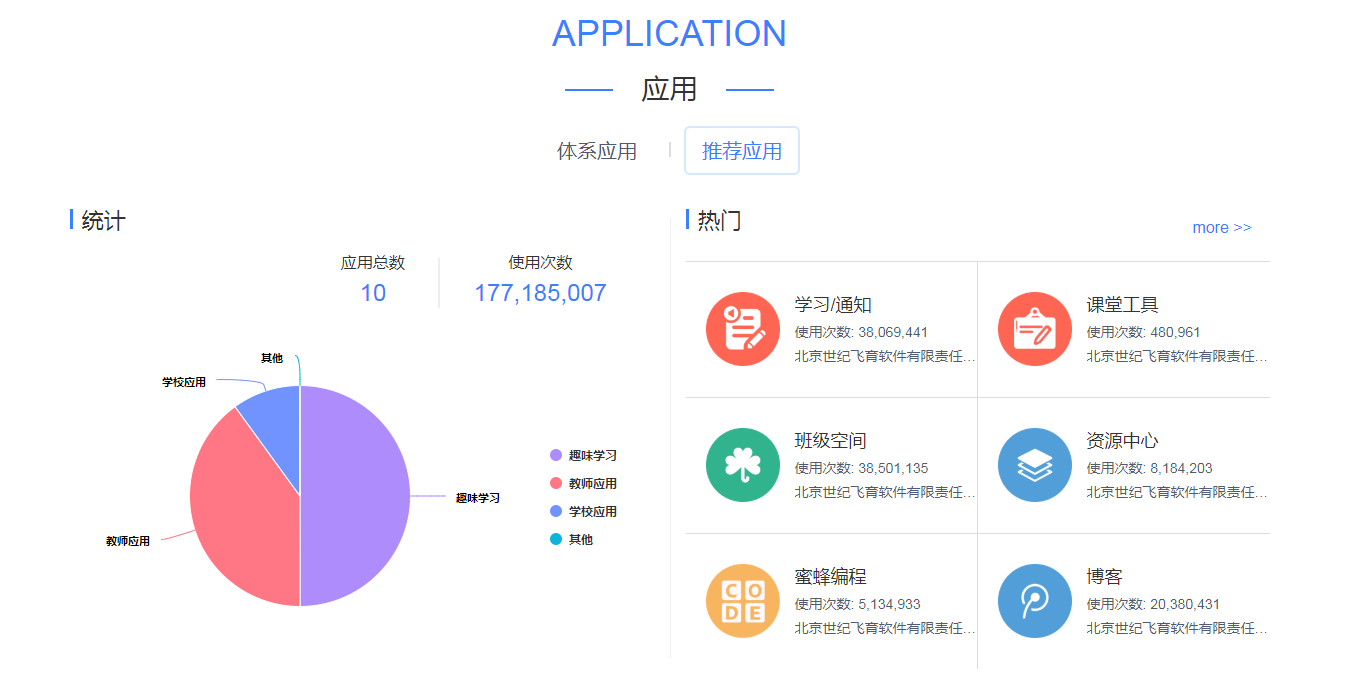 APPLICATION
应用
体系应用
推荐应用
统计
应用总数
10
使用次数
177,185,007
其他
学校应用
教师应用
趣味学习
趣味学习
教师应用
学校应用
其他
热门
more >>
学习/通知
使用次数: 38,069,441
北京世纪飞育软件有限责任...
课堂工具
使用次数: 480,961
北京世纪飞育软件有限责任...
班级空间
使用次数: 38,501,135
北京世纪飞育软件有限责任...
资源中心
使用次数: 8,184,203
北京世纪飞育软件有限责任...
CO
DE
蜜蜂编程
使用次数: 5,134,933
北京世纪飞育软件有限责任...
博客
使用次数: 20,380,431
北京世纪飞育软件有限责任...